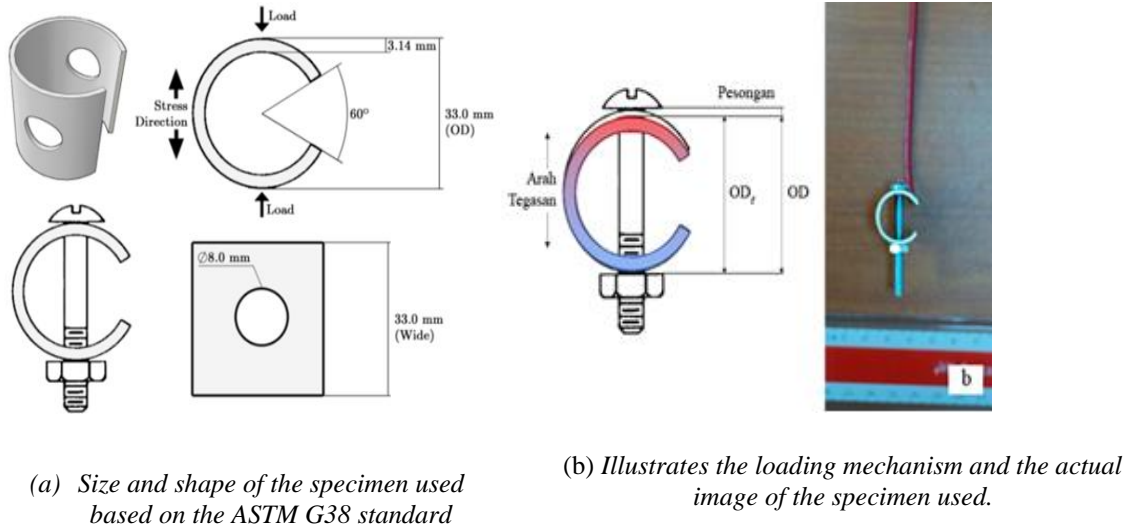 Load
3.14 mm
Stress
Direction
60°
33.0 mm
(OD)
Load
Ø8.0 mm
33.0 mm
(Wide)
Pesongan
Arah
Tegasan
ODf
OD
b
(a) Size and shape of the specimen used
based on the ASTM G38 standard
(b) Illustrates the loading mechanism and the actual
image of the specimen used.